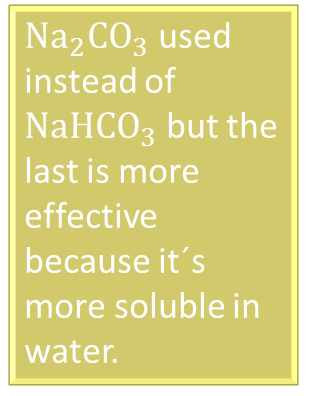 Na₂CO₃ used
instead of
NaHCO₃ but the
last is more
effective
because it´s
more soluble in
water.